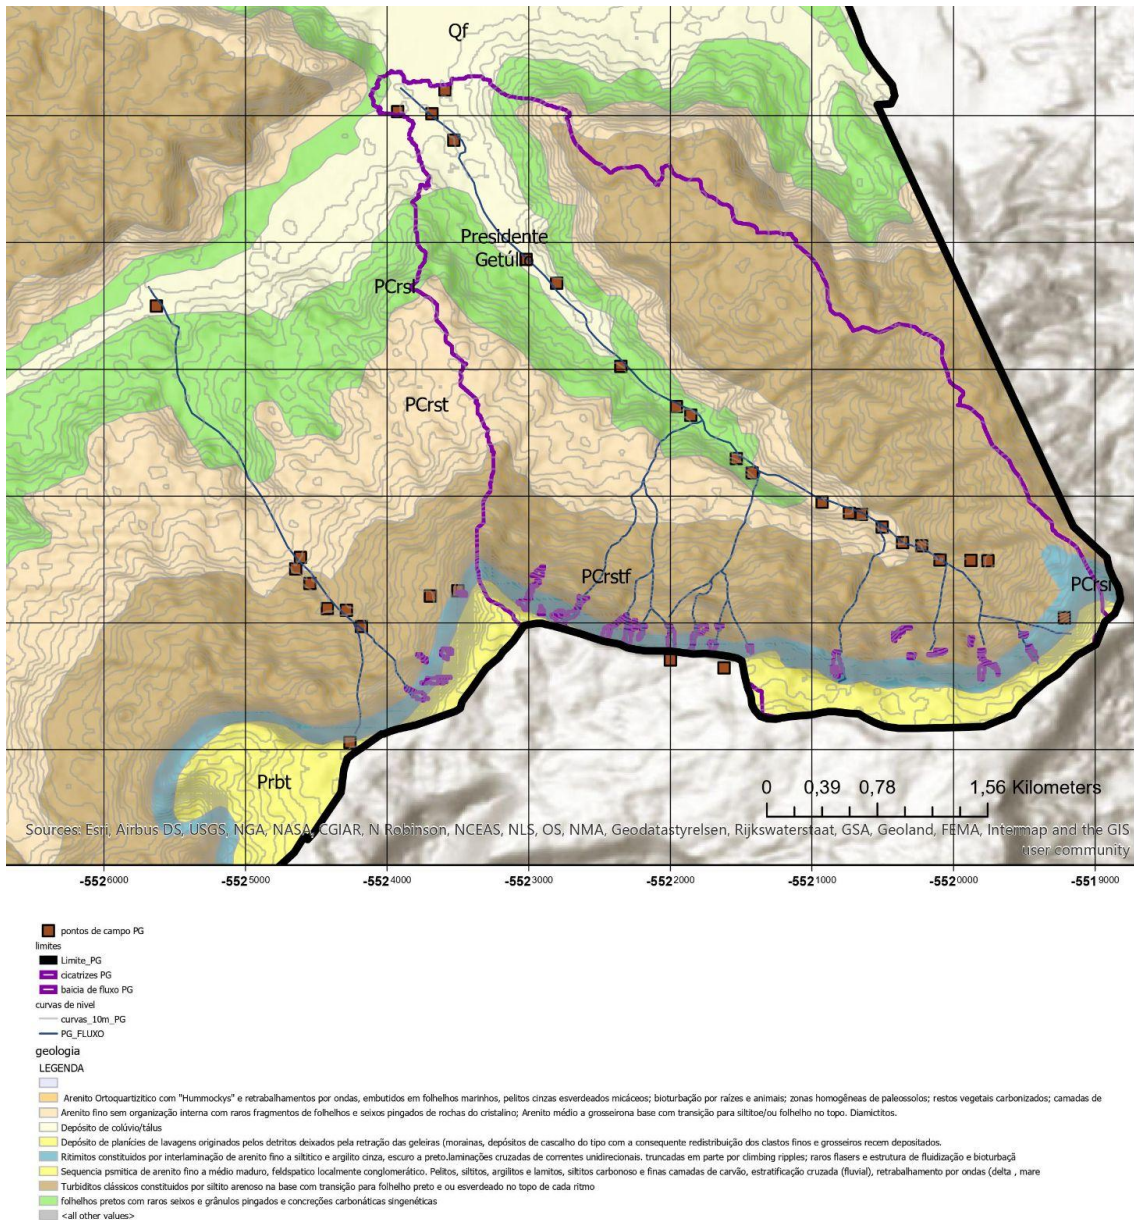 Qf
Presidente
Getúlio
PCrsl
PCrst
PCrstf
PCrsi
Prbt
0 0,39 0,78 1,56 Kilometers
Sources: Esri, Airbus DS, USGS, NGA, NASA, CGIAR, N Robinson, NCEAS, NLS, OS, NMA, Geodatastyrelsen, Rijkswaterstaat, GSA, Geoland, FEMA, Intermap and the GIS
user community
-5526000 -5525000 -5524000 -5523000 -5522000 -5521000 -5520000 -5519000
pontos de campo PG
limites
Limite_PG
cicatrizes PG
baicia de fluxo PG
curvas de nivel
curvas_10m_PG
PG_FLUXO
geologia
LEGENDA
Arenito Ortoquartizitico com "Hummockys" e retrabalhamentos por ondas, embutidos em folhelhos marinhos, pelitos cinzas esverdeados micáceos; bioturbação por raízes e animais; zonas homogêneas de paleossolos; restos vegetais carbonizados; camadas de
Arenito fino sem organização interna com raros fragmentos de folhelhos e seixos pingados de rochas do cristalino; Arenito médio a grosseirona base com transição para siltitoe/ou folhelho no topo. Diamictitos.
Depósito de colúvio/tálus
Depósito de planícies de lavagens originados pelos detritos deixados pela retração das geleiras (morainas, depósitos de cascalho do tipo com a consequente redistribuição dos clastos finos e grosseiros recem depositados.
Ritimitos constituidos por interlaminação de arenito fino a siltitico e argilito cinza, escuro a preto.laminações cruzadas de correntes unidirecionais. truncadas em parte por climbing ripples; raros flasers e estrutura de fluidização e bioturbaçã
Sequencia psmitica de arenito fino a médio maduro, feldspatico localmente conglomerático. Pelitos, siltitos, argilitos e lamitos, siltitos carbonoso e finas camadas de carvão, estratificação cruzada (fluvial), retrabalhamento por ondas (delta , mare
Turbiditos clássicos constituidos por siltito arenoso na base com transição para folhelho preto e ou esverdeado no topo de cada ritmo
folhelhos pretos com raros seixos e grânulos pingados e concreções carbonáticas singenéticas
<all other values>